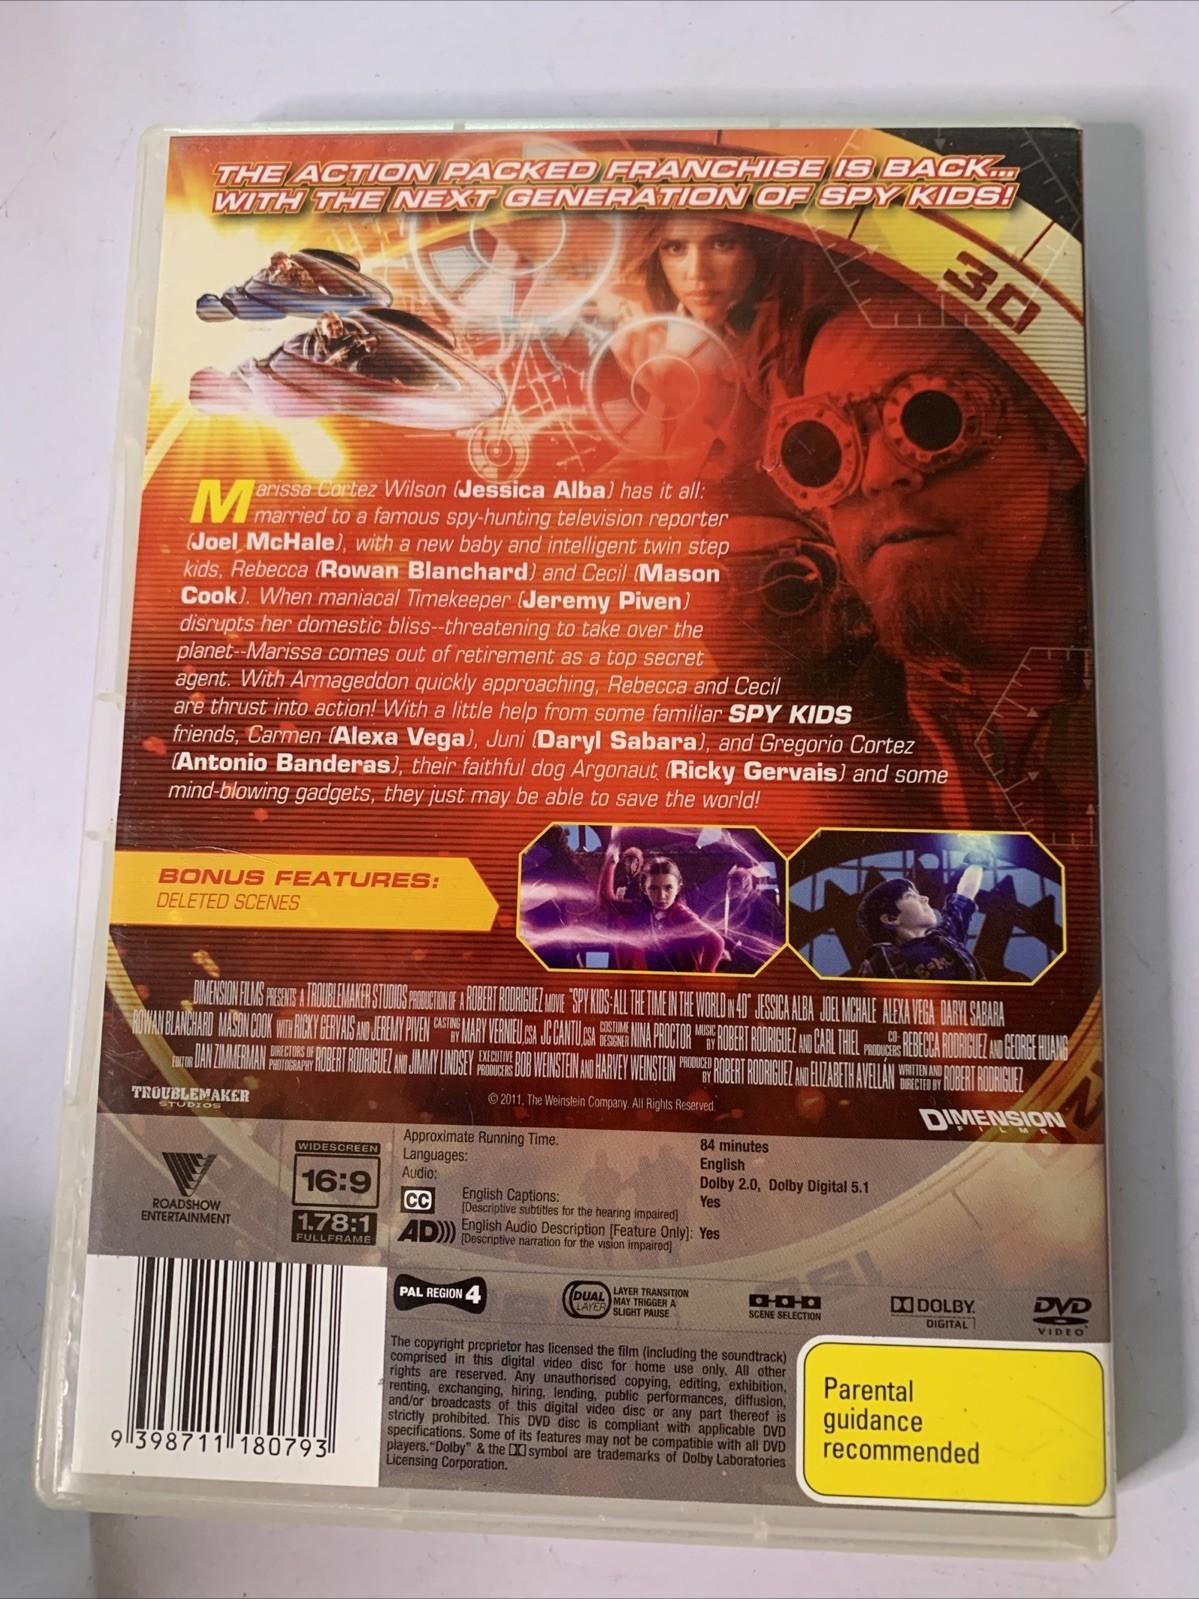 THE ACTION PACKED FRANCHISE IS BACK...
WITH THE NEXT GENERATION OF SPY KIDS!
30
Marissa Cortez Wilson (Jessica Alba) has it all:
married to a famous spy-hunting television reporter
(Joel McHale), with a new baby and intelligent twin step
kids, Rebecca (Rowan Blanchard) and Cecil (Mason
Cook). When maniacal Timekeeper (Jeremy Piven)
disrupts her domestic bliss--threatening to take over the
planet--Marissa comes out of retirement as a top secret
agent. With Armageddon quickly approaching, Rebecca and Cecil
are thrust into action! With a little help from some familiar SPY KIDS
friends, Carmen (Alexa Vega), Juni (Daryl Sabara), and Gregorio Cortez
(Antonio Banderas), their faithful dog Argonaut (Ricky Gervais) and some
mind-blowing gadgets, they just may be able to save the world!
BONUS FEATURES:
DELETED SCENES
DIMENSION FILMS PRESENTS A TROUBLEMAKER STUDIOS PRODUCTION OF A ROBERT RODRIGUEZ MOVIE "SPY KIDS: ALL THE TIME IN THE WORLD IN 4D" JESSICA ALBA JOEL McHALE ALEXA VEGA DARYL SABARA
ROWAN BLANCHARD MASON COOK WITH RICKY GERVAIS AND JEREMY PIVEN CASTING BY MARY VERNIEU, CSA JC CANTU, CSA COSTUME DESIGNER NINA PROCTOR MUSIC BY ROBERT RODRIGUEZ AND CARL THIEL CO-PRODUCERS REBECCA RODRIGUEZ AND GEORGE HUANG
EDITOR DAN ZIMMERMAN DIRECTORS OF PHOTOGRAPHY ROBERT RODRIGUEZ AND JIMMY LINDSEY EXECUTIVE PRODUCERS BOB WEINSTEIN AND HARVEY WEINSTEIN PRODUCED BY ROBERT RODRIGUEZ AND ELIZABETH AVELLÁN WRITTEN AND DIRECTED BY ROBERT RODRIGUEZ
TROUBLEMAKER
STUDIOS
© 2011, The Weinstein Company. All Rights Reserved.
DIMENSION
FILMS
ROADSHOW
ENTERTAINMENT
WIDESCREEN
16:9
1.78:1
FULLFRAME
Approximate Running Time: 84 minutes
Languages: English
Audio: Dolby 2.0, Dolby Digital 5.1
CC English Captions: Yes
[Descriptive subtitles for the hearing impaired]
AD))) English Audio Description [Feature Only]: Yes
[Descriptive narration for the vision impaired]
PAL REGION 4
DUAL LAYER
LAYER TRANSITION
MAY TRIGGER A
SLIGHT PAUSE
SCENE SELECTION
DOLBY
DIGITAL
DVD
VIDEO
9 398711 180793
The copyright proprietor has licensed the film (including the soundtrack)
comprised in this digital video disc for home use only. All other
rights are reserved. Any unauthorised copying, editing, exhibition,
renting, exchanging, hiring, lending, public performances, diffusion,
and/or broadcasts of this digital video disc or any part thereof is
strictly prohibited. This DVD disc is compliant with applicable DVD
specifications. Some of its features may not be compatible with all DVD
players. "Dolby" & the DD symbol are trademarks of Dolby Laboratories
Licensing Corporation.
Parental
guidance
recommended